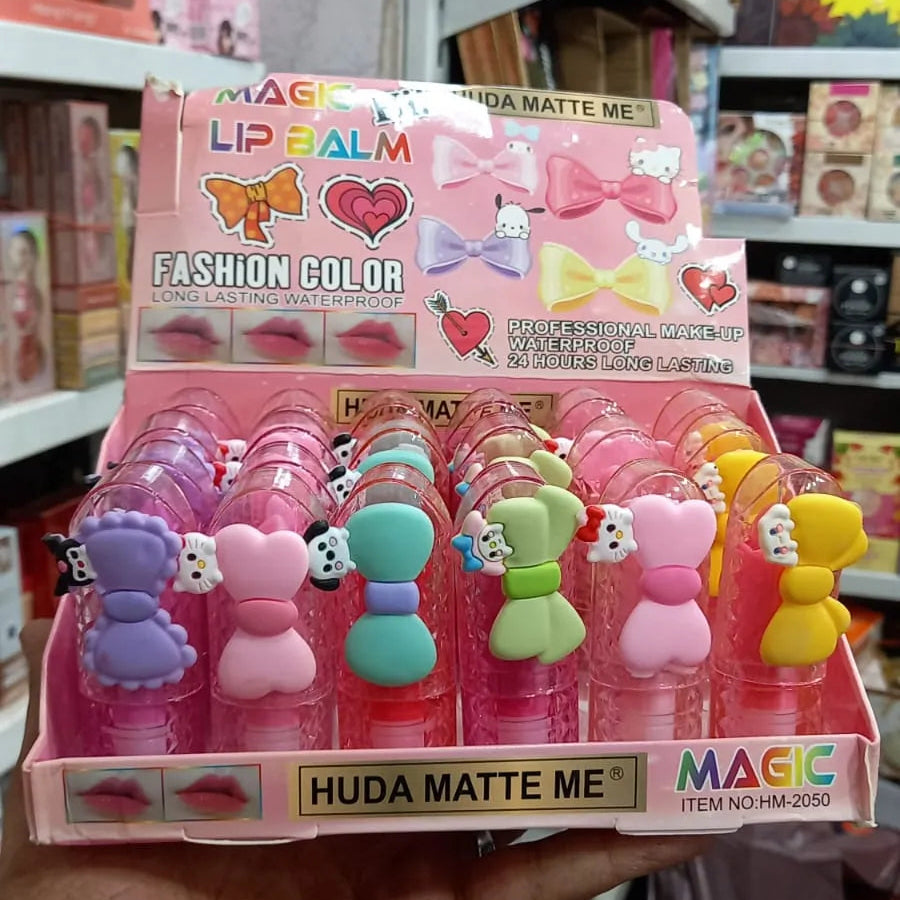 MAGIC
LIP BALM
HUDA MATTE ME®
FASHiON COLOR
LONG LASTING WATERPROOF
PROFESSIONAL MAKE-UP
WATERPROOF
24 HOURS LONG LASTING
HUDA MATTE ME®
HUDA MATTE ME®
MAGIC
ITEM NO:HM-2050